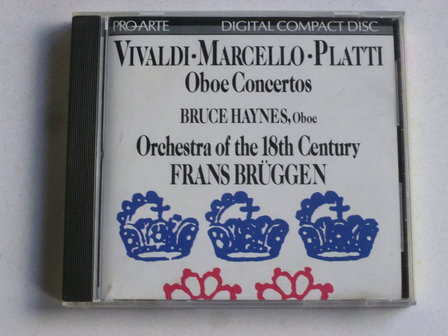 PRO·ARTE DIGITAL COMPACT DISC
VIVALDI·MARCELLO·PLATTI
Oboe Concertos
BRUCE HAYNES, Oboe
Orchestra of the 18th Century
FRANS BRÜGGEN